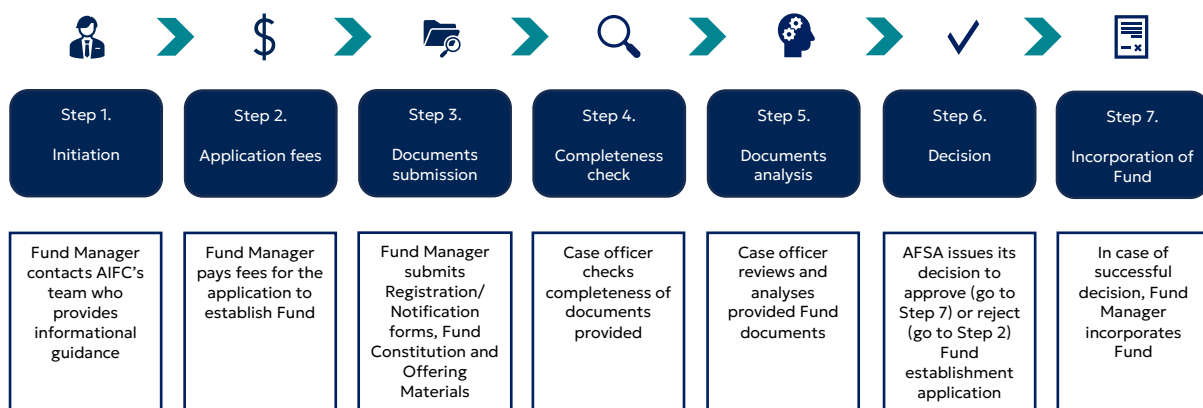 Step 1.
Initiation
Step 2.
Application fees
Step 3.
Documents
submission
Step 4.
Completeness
check
Step 5.
Documents
analysis
Step 6.
Decision
Step 7.
Incorporation of
Fund
Fund Manager
contacts AIFC's
team who
provides
informational
guidance
Fund Manager
pays fees for the
application to
establish Fund
Fund Manager
submits
Registration/
Notification
forms, Fund
Constitution and
Offering
Materials
Case officer
checks
completeness of
documents
provided
Case officer
reviews and
analyses
provided Fund
documents
AFSA issues its
decision to
approve (go to
Step 7) or reject
(go to Step 2)
Fund
establishment
application
In case of
successful
decision, Fund
Manager
incorporates
Fund